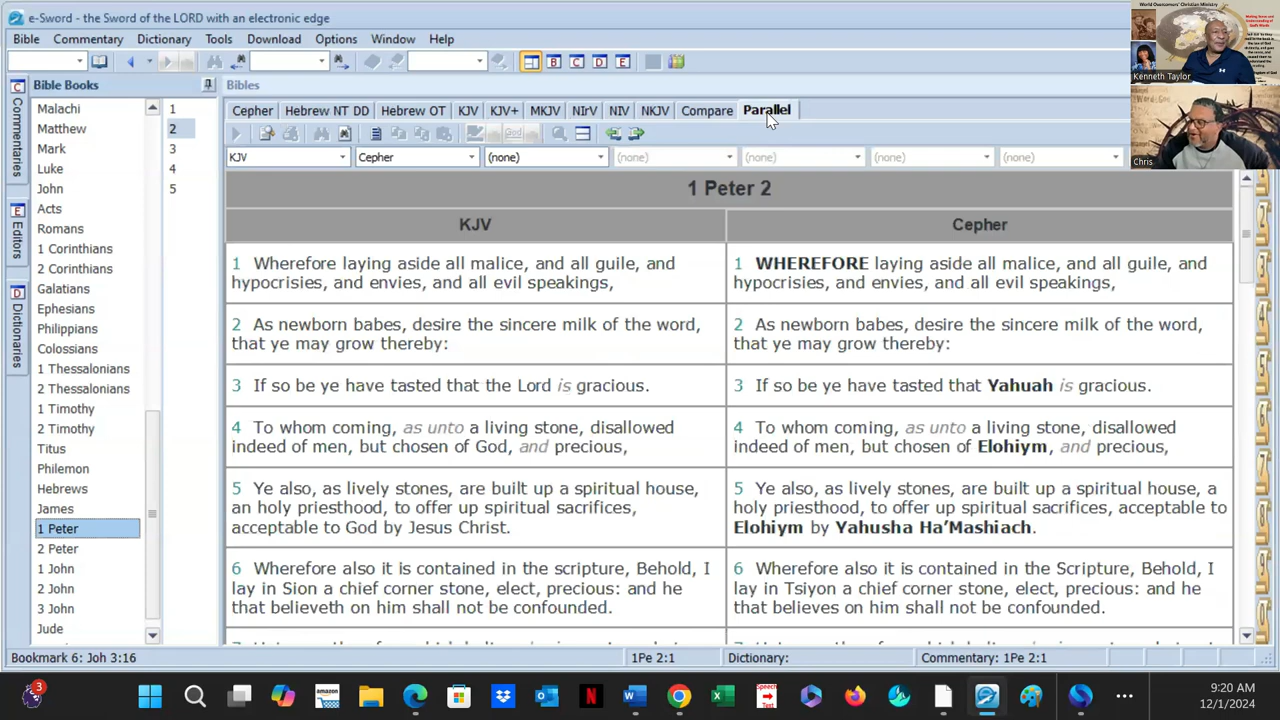 e-Sword - the Sword of the LORD with an electronic edge
Bible Commentary Dictionary Tools Download Options Window Help
B C D E
Bible Books
Bibles
Commentaries
Editors
Dictionaries
Malachi
Matthew
Mark
Luke
John
Acts
Romans
1 Corinthians
2 Corinthians
Galatians
Ephesians
Philippians
Colossians
1 Thessalonians
2 Thessalonians
1 Timothy
2 Timothy
Titus
Philemon
Hebrews
James
1 Peter
2 Peter
1 John
2 John
3 John
Jude
1
2
3
4
5
Cepher Hebrew NT DD Hebrew OT KJV KJV+ MKJV NIrV NIV NKJV Compare Parallel
KJV Cepher (none) (none) (none) (none) (none)
1 Peter 2
KJV
1 Wherefore laying aside all malice, and all guile, and
hypocrisies, and envies, and all evil speakings,
2 As newborn babes, desire the sincere milk of the word,
that ye may grow thereby:
3 If so be ye have tasted that the Lord is gracious.
4 To whom coming, as unto a living stone, disallowed
indeed of men, but chosen of God, and precious,
5 Ye also, as lively stones, are built up a spiritual house,
an holy priesthood, to offer up spiritual sacrifices,
acceptable to God by Jesus Christ.
6 Wherefore also it is contained in the scripture, Behold, I
lay in Sion a chief corner stone, elect, precious: and he
that believeth on him shall not be confounded.
Cepher
1 WHEREFORE laying aside all malice, and all guile, and
hypocrisies, and envies, and all evil speakings,
2 As newborn babes, desire the sincere milk of the word,
that ye may grow thereby:
3 If so be ye have tasted that Yahuah is gracious.
4 To whom coming, as unto a living stone, disallowed
indeed of men, but chosen of Elohiym, and precious,
5 Ye also, as lively stones, are built up a spiritual house, a
holy priesthood, to offer up spiritual sacrifices, acceptable to
Elohiym by Yahusha Ha’Mashiach.
6 Wherefore also it is contained in the Scripture, Behold, I
lay in Tsiyon a chief corner stone, elect, precious: and he
that believes on him shall not be confounded.
World Overcomers' Christian Ministry
Kenneth Taylor
Chris
Bookmark 6: Joh 3:16
1Pe 2:1
Dictionary:
Commentary: 1Pe 2:1
3
amazon
Speech
9:20 AM
12/1/2024